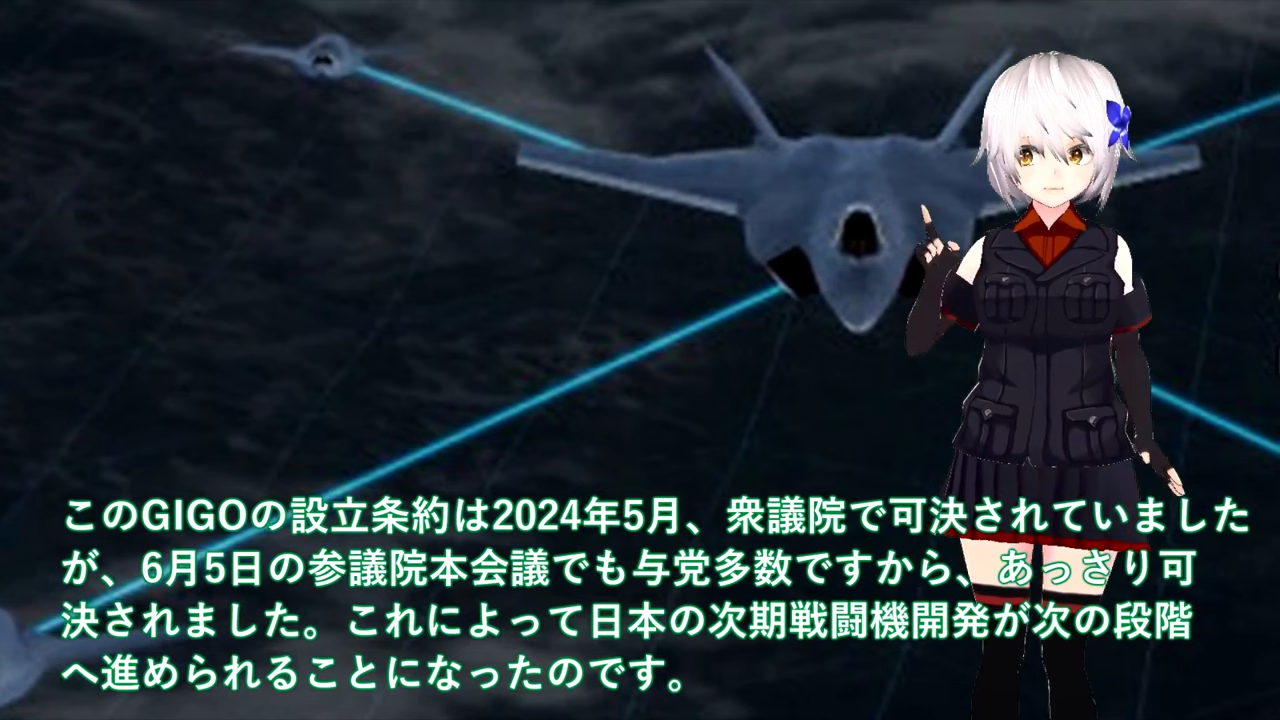 このGIGOの設立条約は2024年5月、衆議院で可決されていました
が、6月5日の参議院本会議でも与党多数ですから、あっさり可
決されました。これによって日本の次期戦闘機開発が次の段階
へ進められることになったのです。